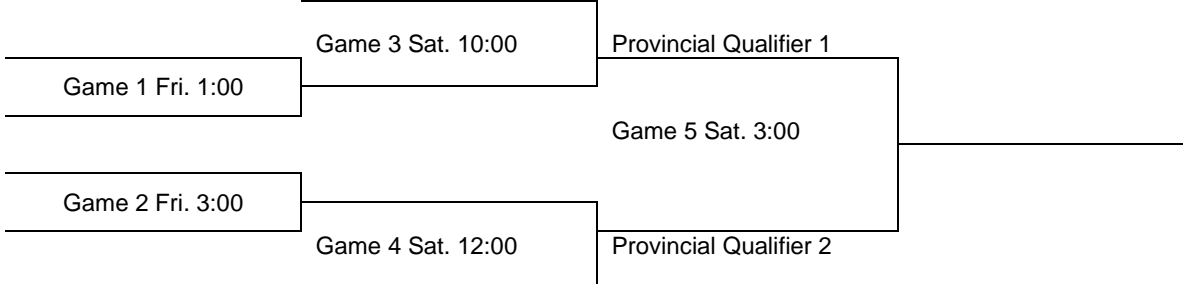 Game 3 Sat. 10:00
Provincial Qualifier 1
Game 1 Fri. 1:00
Game 5 Sat. 3:00
Game 2 Fri. 3:00
Game 4 Sat. 12:00
Provincial Qualifier 2